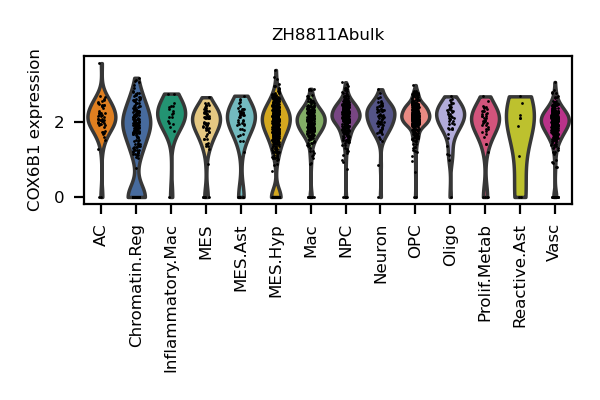 ZH8811Abulk
COX6B1 expression
2
0
AC
Chromatin.Reg
Inflammatory.Mac
MES
MES.Ast
MES.Hyp
Mac
NPC
Neuron
OPC
Oligo
Prolif.Metab
Reactive.Ast
Vasc